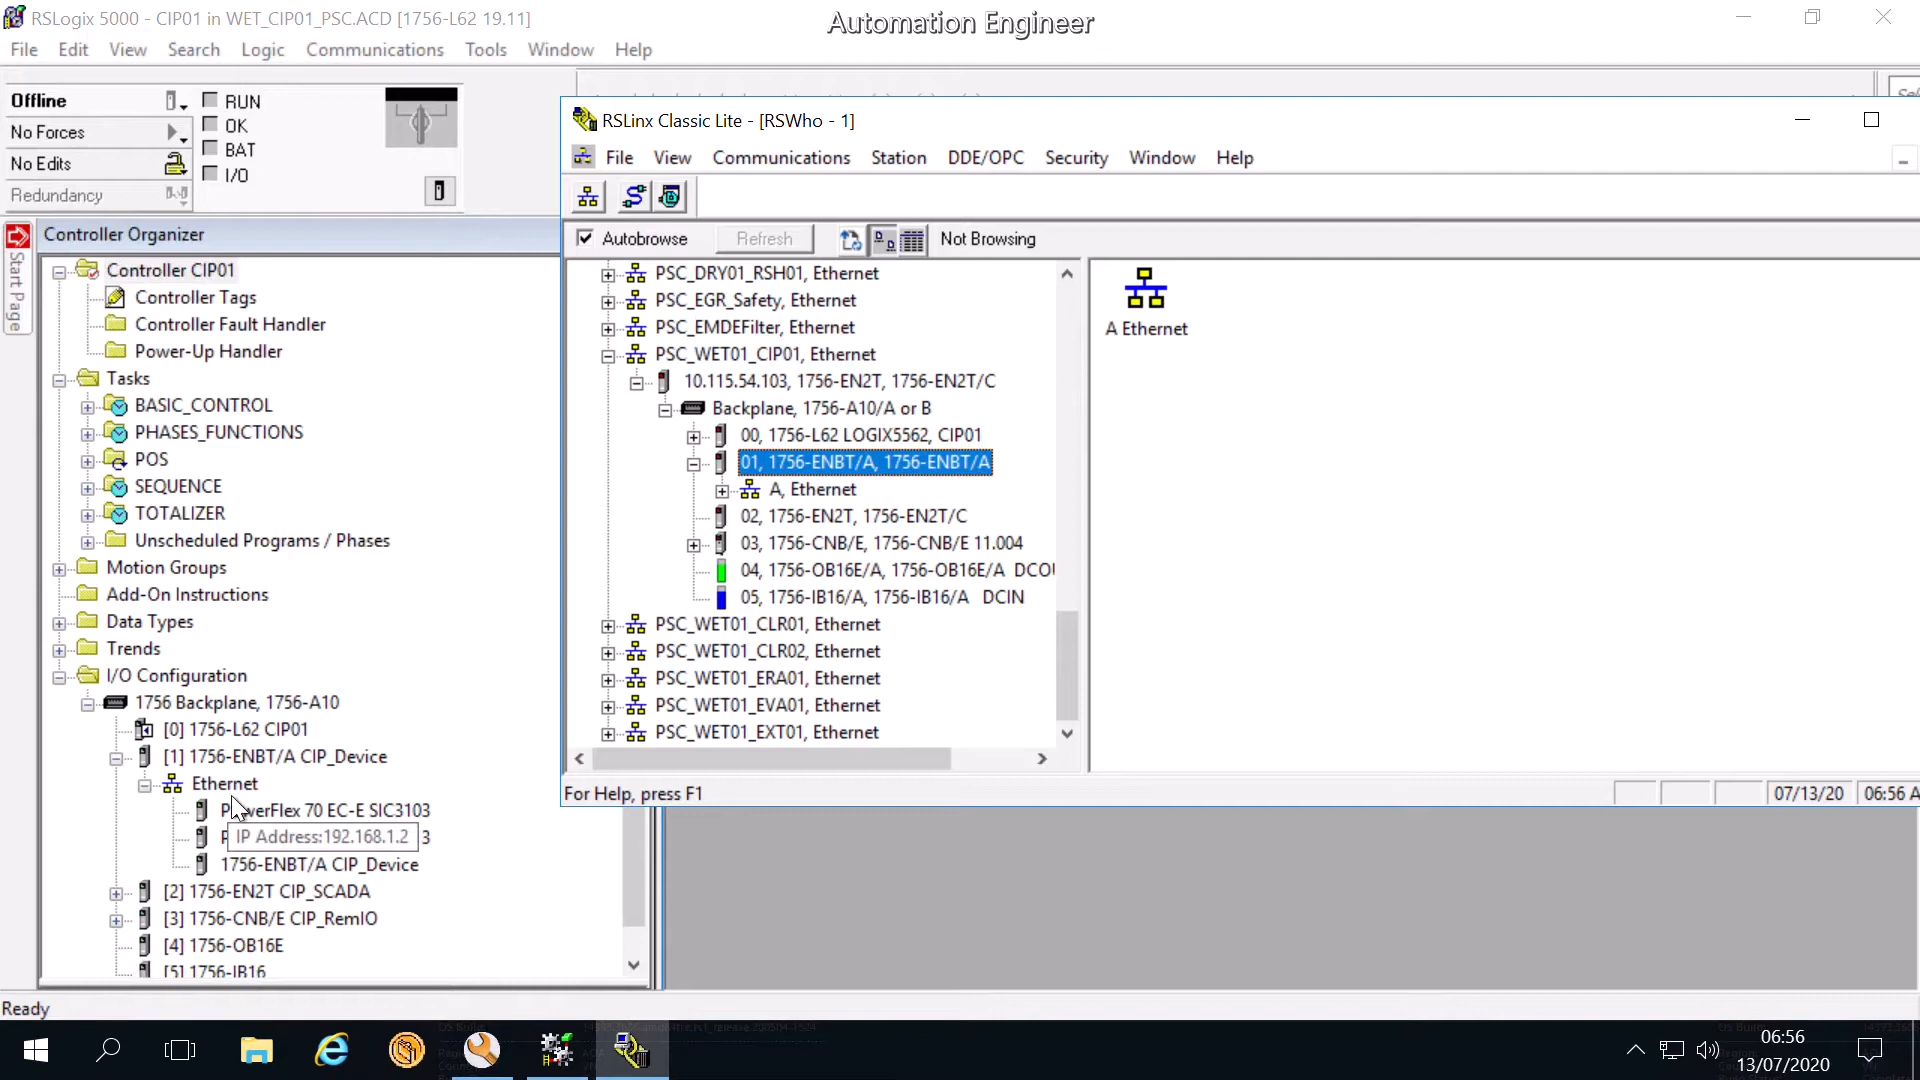 RSLogix 5000 - CIP01 in WET_CIP01_PSC.ACD [1756-L62 19.11]
Automation Engineer
File Edit View Search Logic Communications Tools Window Help
Offline
RUN
No Forces
OK
No Edits
BAT
Redundancy
I/O
Start Page
Controller Organizer
Controller CIP01
Controller Tags
Controller Fault Handler
Power-Up Handler
Tasks
BASIC_CONTROL
PHASES_FUNCTIONS
POS
SEQUENCE
TOTALIZER
Unscheduled Programs / Phases
Motion Groups
Add-On Instructions
Data Types
Trends
I/O Configuration
1756 Backplane, 1756-A10
[0] 1756-L62 CIP01
[1] 1756-ENBT/A CIP_Device
Ethernet
PowerFlex 70 EC-E SIC3103
IP Address:192.168.1.2
1756-ENBT/A CIP_Device
[2] 1756-EN2T CIP_SCADA
[3] 1756-CNB/E CIP_RemIO
[4] 1756-OB16E
[5] 1756-IB16
Ready
RSLinx Classic Lite - [RSWho - 1]
File View Communications Station DDE/OPC Security Window Help
Autobrowse Refresh Not Browsing
PSC_DRY01_RSH01, Ethernet
PSC_EGR_Safety, Ethernet
PSC_EMDEFilter, Ethernet
PSC_WET01_CIP01, Ethernet
10.115.54.103, 1756-EN2T, 1756-EN2T/C
Backplane, 1756-A10/A or B
00, 1756-L62 LOGIX5562, CIP01
01, 1756-ENBT/A, 1756-ENBT/A
A, Ethernet
02, 1756-EN2T, 1756-EN2T/C
03, 1756-CNB/E, 1756-CNB/E 11.004
04, 1756-OB16E/A, 1756-OB16E/A DCOU
05, 1756-IB16/A, 1756-IB16/A DCIN
PSC_WET01_CLR01, Ethernet
PSC_WET01_CLR02, Ethernet
PSC_WET01_ERA01, Ethernet
PSC_WET01_EVA01, Ethernet
PSC_WET01_EXT01, Ethernet
A Ethernet
For Help, press F1
07/13/20
06:56 A
06:56
13/07/2020